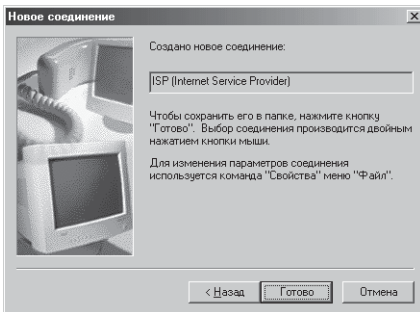 Новое соединение
Создано новое соединение:
ISP (Internet Service Provider)
Чтобы сохранить его в папке, нажмите кнопку
"Готово". Выбор соединения производится двойным
нажатием кнопки мыши.
Для изменения параметров соединения
используется команда "Свойства" меню "Файл".
< Назад
Готово
Отмена